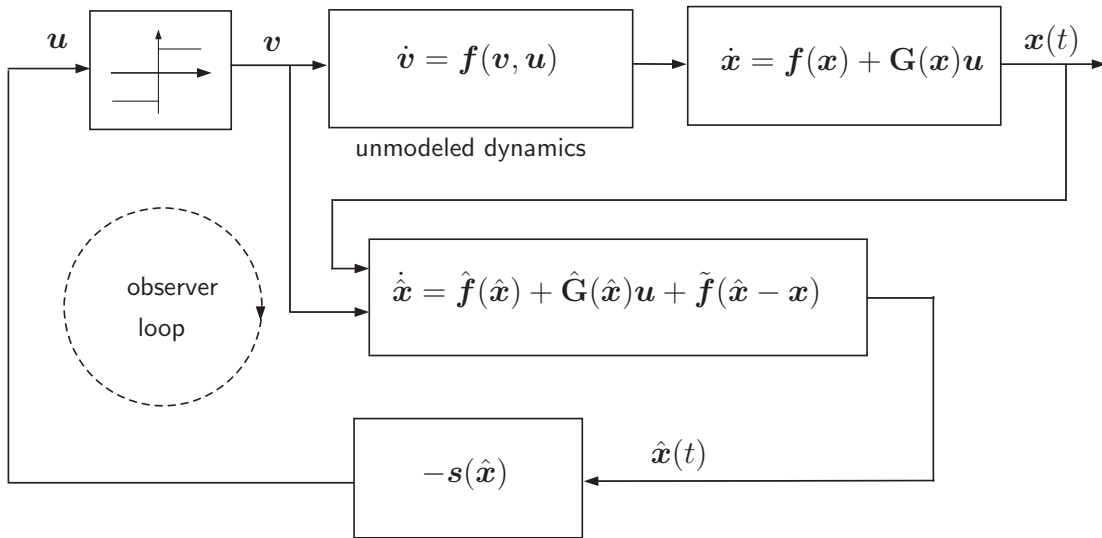 u
v
v̇ = f(v, u)
ẋ = f(x) + G(x)u
x(t)
unmodeled dynamics
observer
loop
x̂̇ = f̂(x̂) + Ĝ(x̂)u + f̃(x̂ − x)
−s(x̂)
x̂(t)